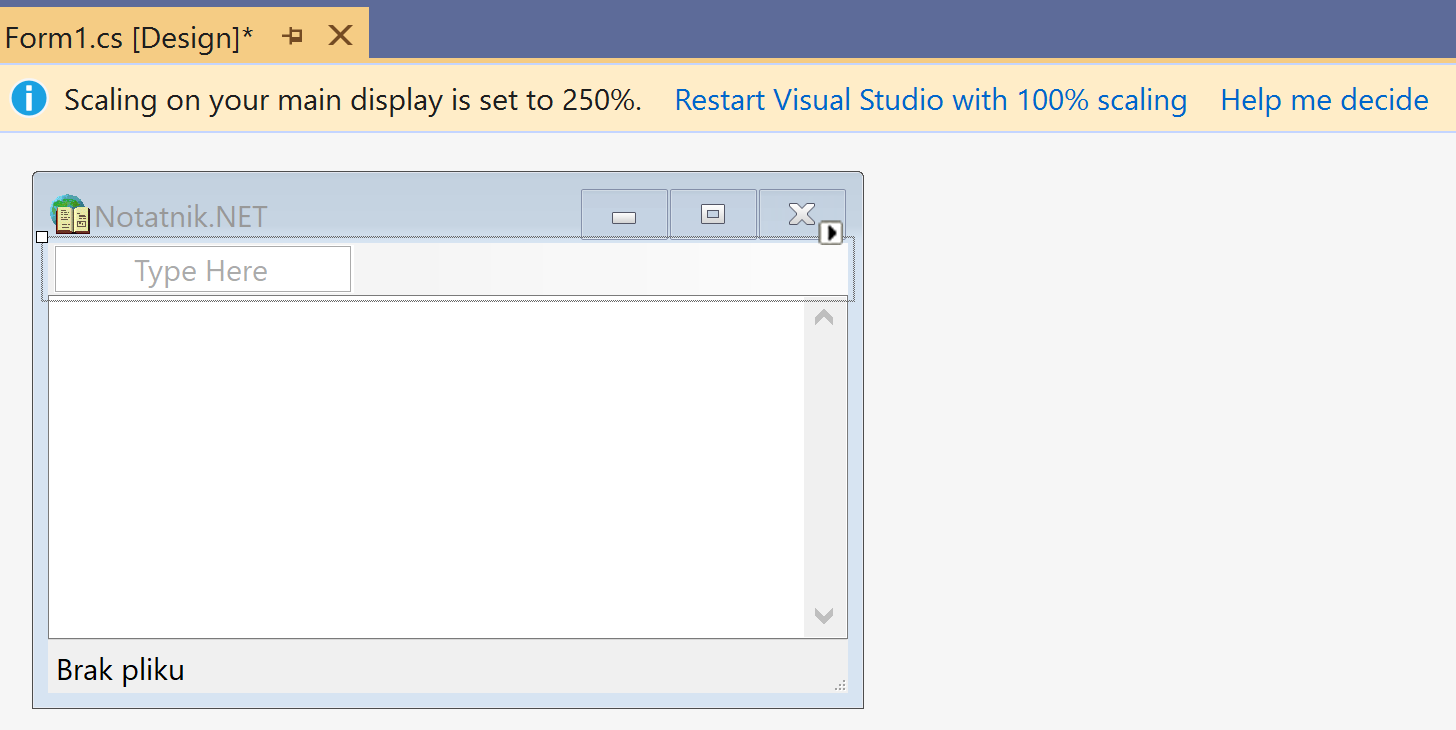 Form1.cs [Design]*
Scaling on your main display is set to 250%. Restart Visual Studio with 100% scaling Help me decide
Notatnik.NET
Type Here
Brak pliku